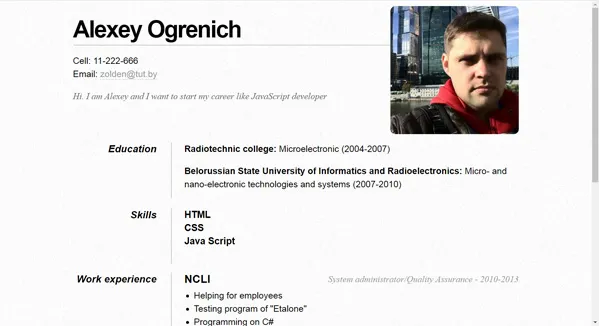 Alexey Ogrenich
Cell: 11-222-666
Email: zolden@tut.by
Hi. I am Alexey and I want to start my career like JavaScript developer
Education
Radiotechnic college: Microelectronic (2004-2007)
Belorussian State University of Informatics and Radioelectronics: Micro- and
nano-electronic technologies and systems (2007-2010)
Skills
HTML
CSS
Java Script
Work experience
NCLI
System administrator/Quality Assurance - 2010-2013
Helping for employees
Testing program of "Etalone"
Programming on C#